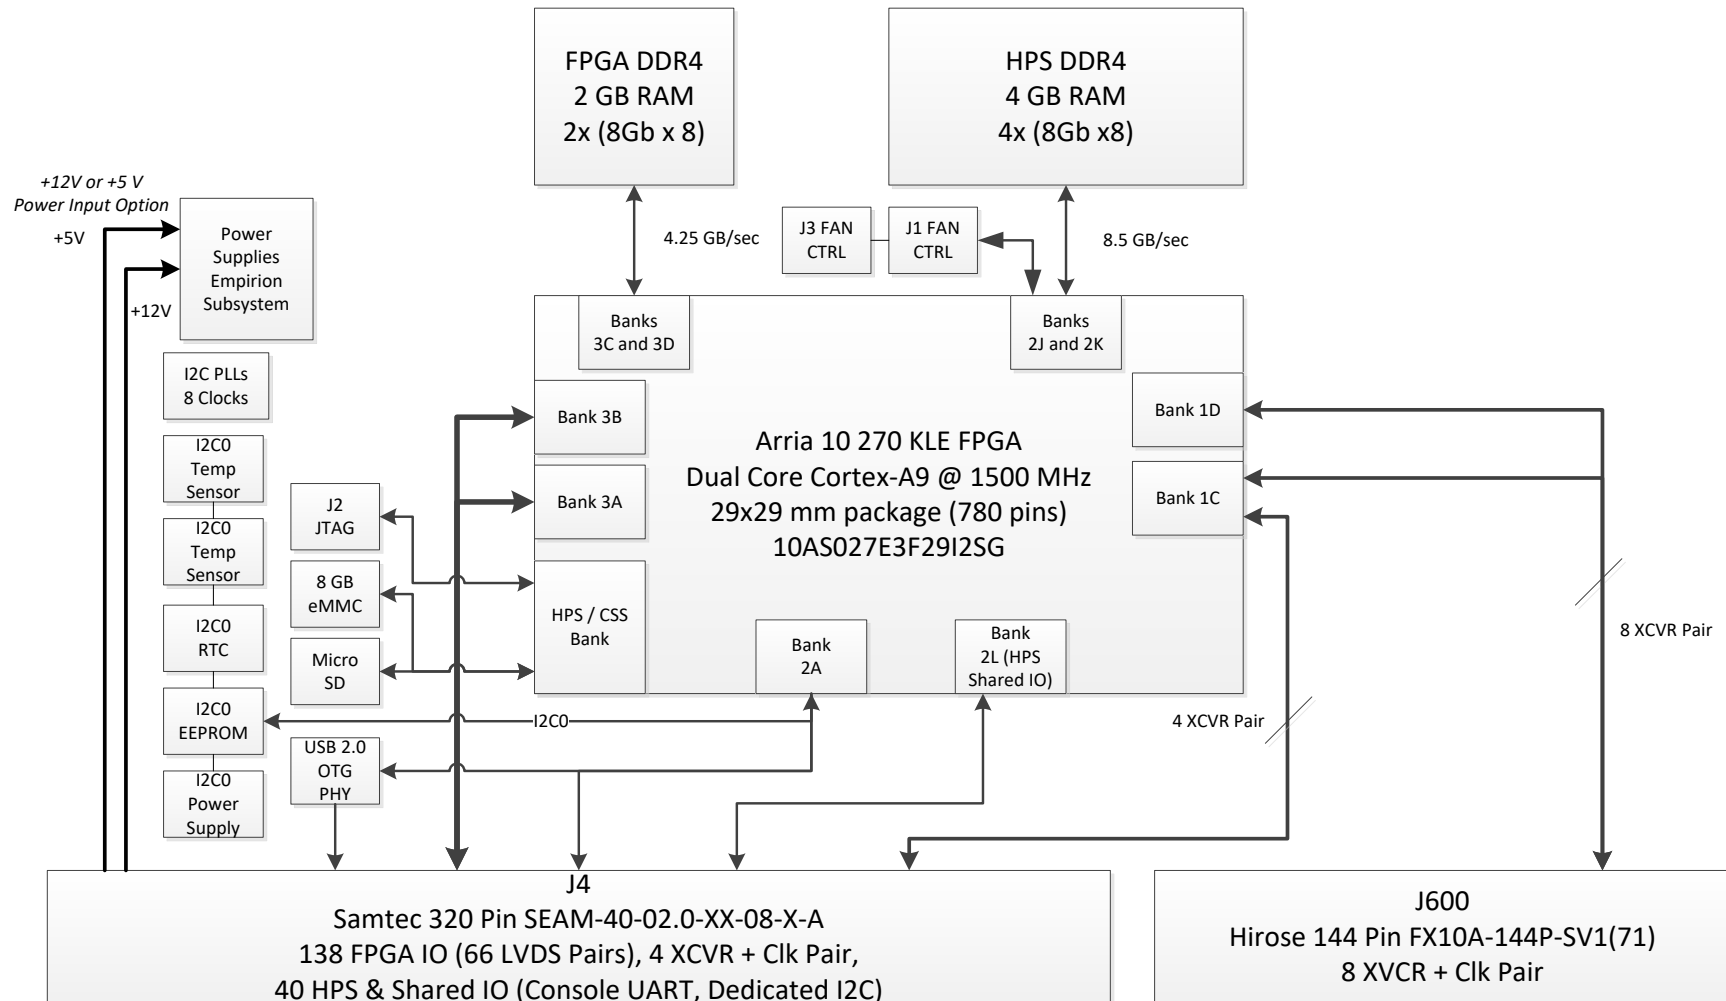 FPGA DDR4
2 GB RAM
2x (8Gb x 8)
HPS DDR4
4 GB RAM
4x (8Gb x8)
+12V or +5 V
Power Input Option
+5V
+12V
Power
Supplies
Empirion
Subsystem
4.25 GB/sec
J3 FAN
CTRL
J1 FAN
CTRL
8.5 GB/sec
Banks
3C and 3D
Banks
2J and 2K
I2C PLLs
8 Clocks
Bank 3B
Bank 1D
Arria 10 270 KLE FPGA
Dual Core Cortex-A9 @ 1500 MHz
29x29 mm package (780 pins)
10AS027E3F29I2SG
I2C0
Temp
Sensor
J2
JTAG
Bank 3A
Bank 1C
I2C0
Temp
Sensor
8 GB
eMMC
HPS / CSS
Bank
I2C0
RTC
Micro
SD
Bank
2A
Bank
2L (HPS
Shared IO)
8 XCVR Pair
I2C0
EEPROM
I2C0
4 XCVR Pair
USB 2.0
OTG
PHY
I2C0
Power
Supply
J4
Samtec 320 Pin SEAM-40-02.0-XX-08-X-A
138 FPGA IO (66 LVDS Pairs), 4 XCVR + Clk Pair,
40 HPS & Shared IO (Console UART, Dedicated I2C)
J600
Hirose 144 Pin FX10A-144P-SV1(71)
8 XVCR + Clk Pair